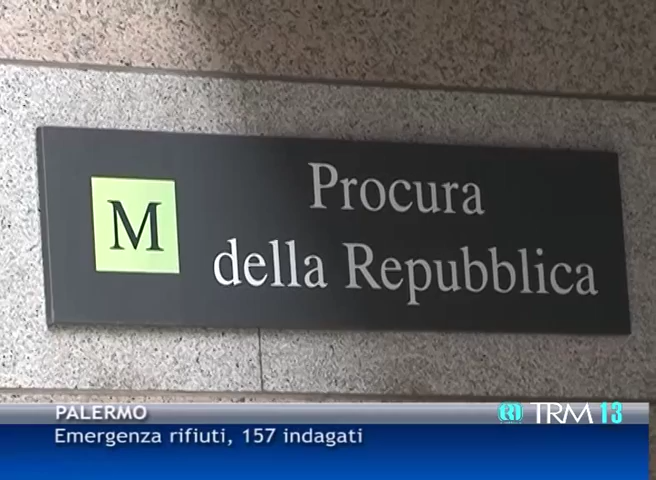 M
Procura
della Repubblica
PALERMO
TRM 13
Emergenza rifiuti, 157 indagati